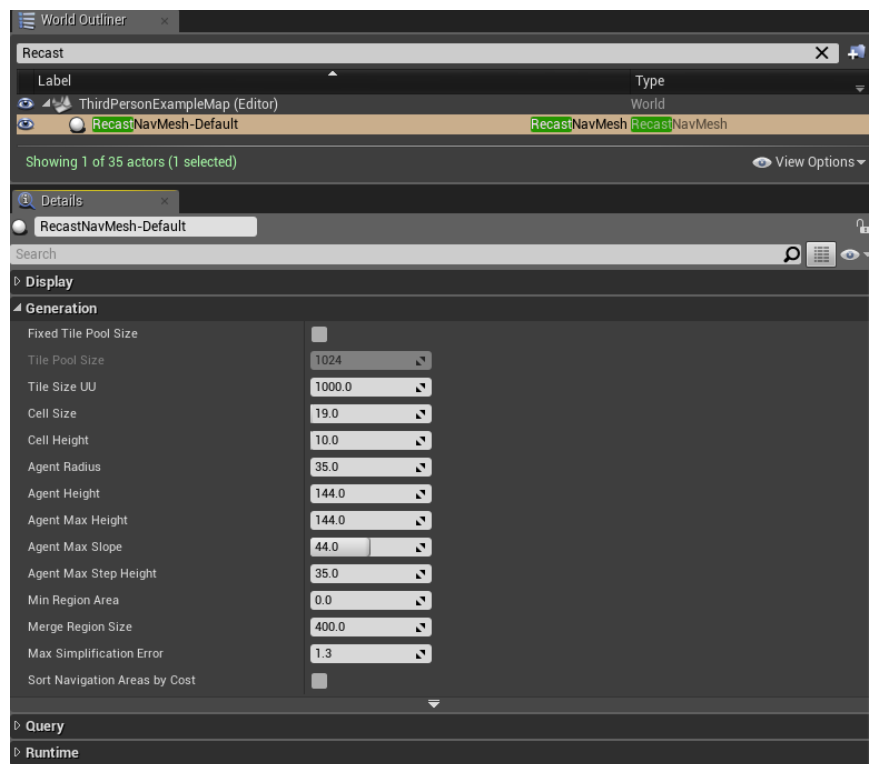 World Outliner
Recast
Label Type
ThirdPersonExampleMap (Editor) World
RecastNavMesh-Default RecastNavMesh RecastNavMesh
Showing 1 of 35 actors (1 selected) View Options
Details
RecastNavMesh-Default
Search
Display
Generation
Fixed Tile Pool Size
Tile Pool Size 1024
Tile Size UU 1000.0
Cell Size 19.0
Cell Height 10.0
Agent Radius 35.0
Agent Height 144.0
Agent Max Height 144.0
Agent Max Slope 44.0
Agent Max Step Height 35.0
Min Region Area 0.0
Merge Region Size 400.0
Max Simplification Error 1.3
Sort Navigation Areas by Cost
Query
Runtime